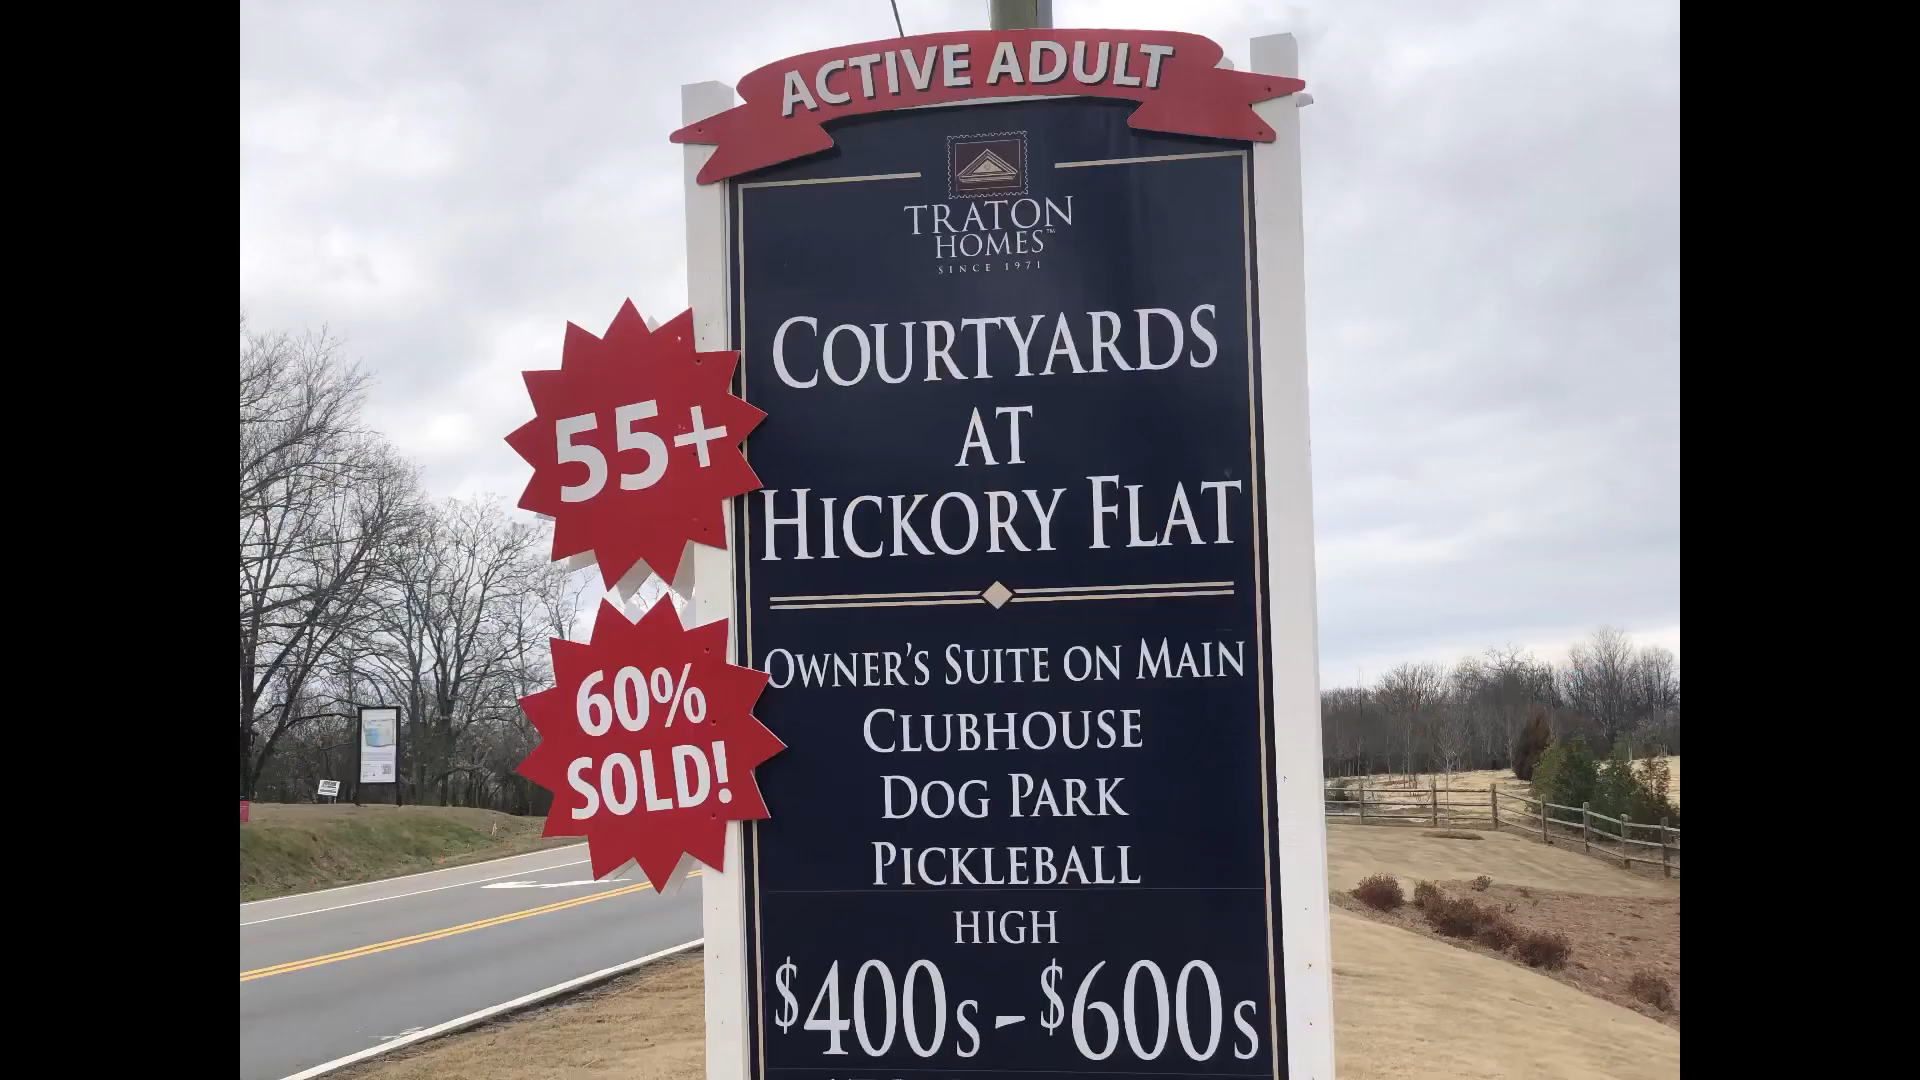 ACTIVE ADULT
TRATON
HOMES™
SINCE 1971
COURTYARDS
AT
HICKORY FLAT
55+
60%
SOLD!
OWNER'S SUITE ON MAIN
CLUBHOUSE
DOG PARK
PICKLEBALL
HIGH
$400s - $600s